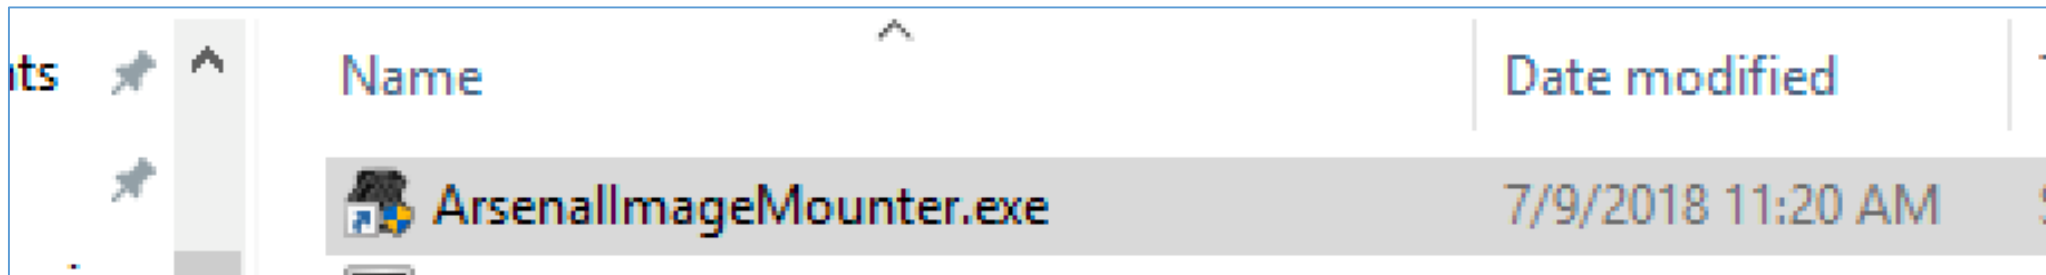 Name Date modified
ArsenalImageMounter.exe 7/9/2018 11:20 AM